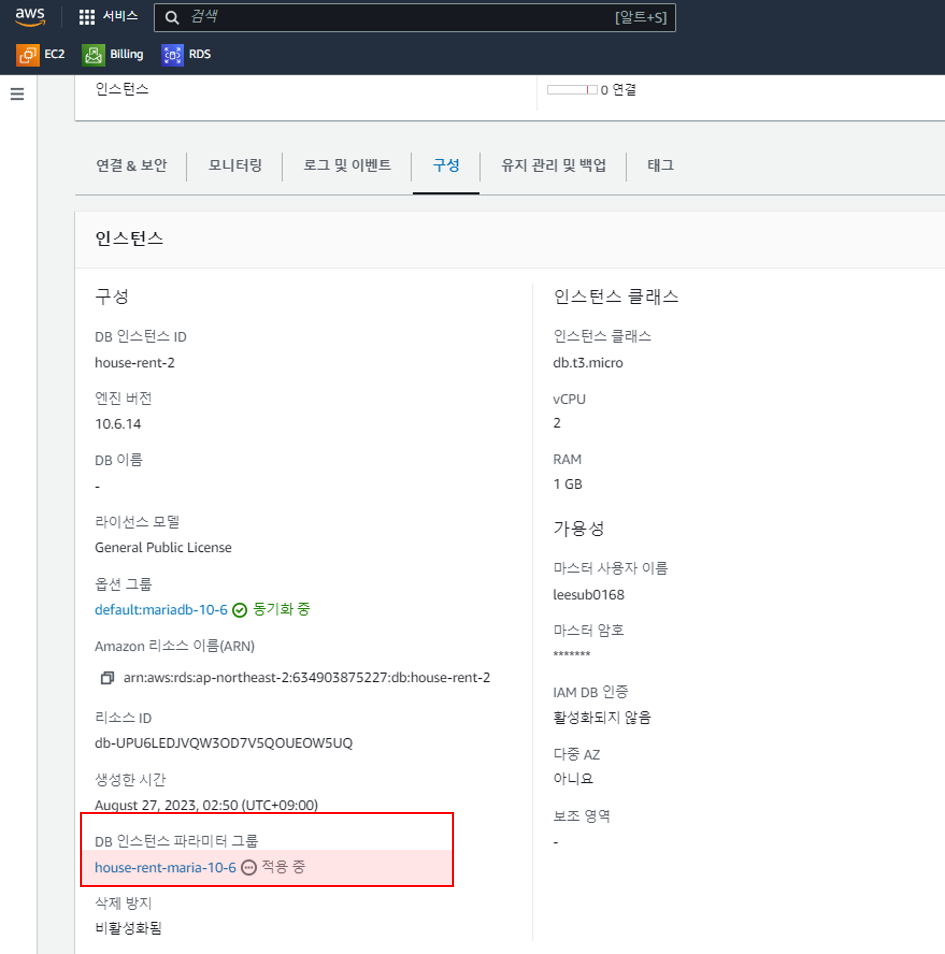 aws
서비스
검색
[알트+S]
EC2
Billing
RDS
인스턴스
0 연결
연결 & 보안
모니터링
로그 및 이벤트
구성
유지 관리 및 백업
태그
인스턴스
구성
DB 인스턴스 ID
house-rent-2
엔진 버전
10.6.14
DB 이름
-
라이선스 모델
General Public License
옵션 그룹
default:mariadb-10-6 동기화 중
Amazon 리소스 이름(ARN)
arn:aws:rds:ap-northeast-2:634903875227:db:house-rent-2
리소스 ID
db-UPU6LEDJVQW3OD7V5QOUEOW5UQ
생성한 시간
August 27, 2023, 02:50 (UTC+09:00)
DB 인스턴스 파라미터 그룹
house-rent-maria-10-6 적용 중
삭제 방지
비활성화됨
인스턴스 클래스
인스턴스 클래스
db.t3.micro
vCPU
2
RAM
1 GB
가용성
마스터 사용자 이름
leesub0168
마스터 암호
*******
IAM DB 인증
활성화되지 않음
다중 AZ
아니요
보조 영역
-